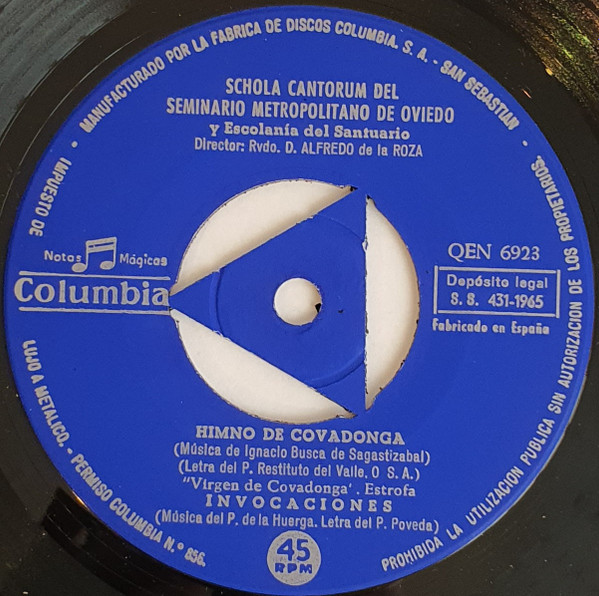 MANUFACTURADO POR LA FABRICA DE DISCOS COLUMBIA, S. A. - SAN SEBASTIAN
PROHIBIDA LA UTILIZACION PUBLICA SIN AUTORIZACION DE LOS PROPIETARIOS.
IMPUESTO DE
LUJO A METALICO. - PERMISO COLUMBIA N.º 856.
SCHOLA CANTORUM DEL
SEMINARIO METROPOLITANO DE OVIEDO
y Escolanía del Santuario
Director: Rvdo. D. ALFREDO de la ROZA
Notas Mágicas
Columbia
QEN 6923
Depósito legal
S. S. 431-1965
Fabricado en España
HIMNO DE COVADONGA
(Música de Ignacio Busca de Sagastizabal)
(Letra del P. Restituto del Valle. O S. A.)
"Virgen de Covadonga'. Estrofa
INVOCACIONES
(Música del P. de la Huerga. Letra del P. Poveda)
45
RPM